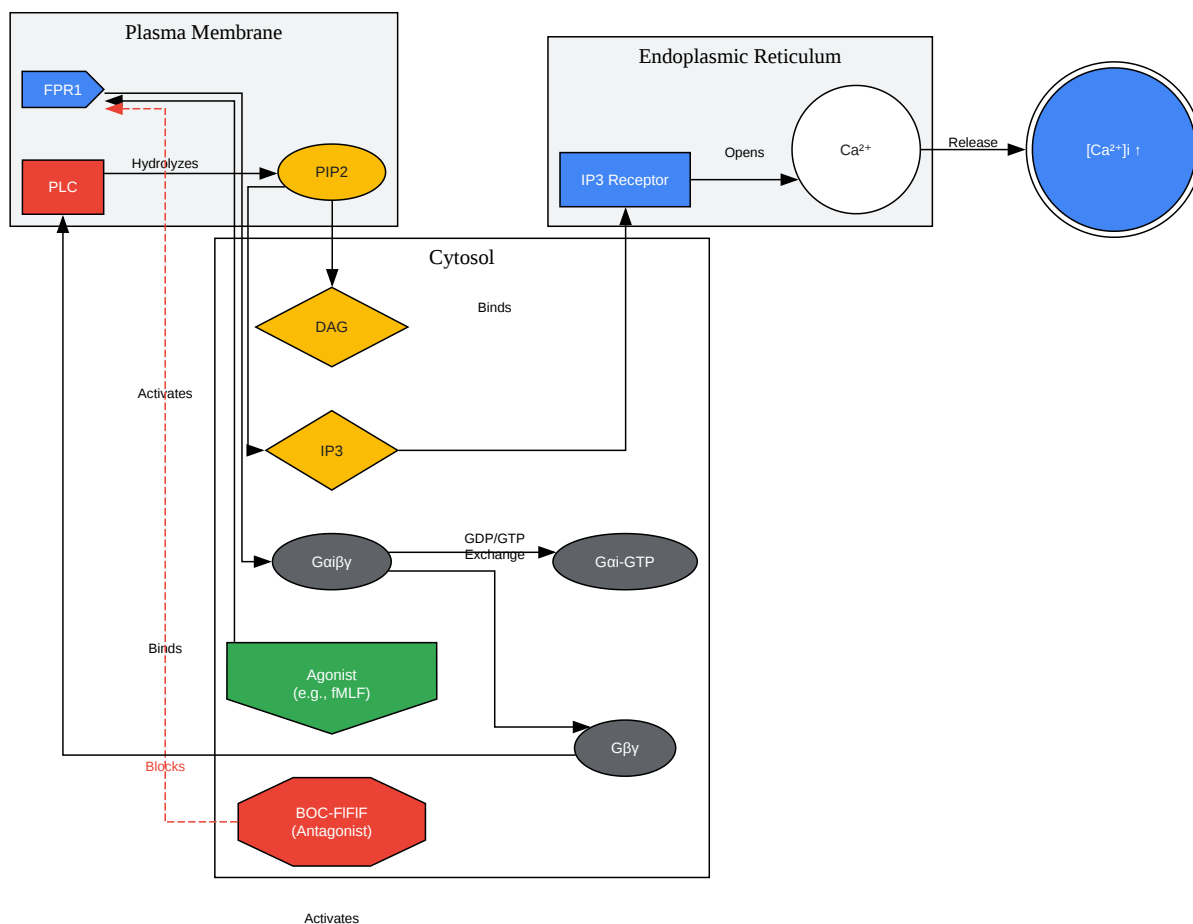 Plasma Membrane
FPR1
PLC
Hydrolyzes
PIP2
Endoplasmic Reticulum
IP3 Receptor
Opens
Ca²⁺
Release
[Ca²⁺]i ↑
Cytosol
DAG
Binds
Activates
IP3
Gαiβγ
GDP/GTP
Exchange
Gαi-GTP
Binds
Agonist
(e.g., fMLF)
Gβγ
Blocks
BOC-FlFlF
(Antagonist)
Activates